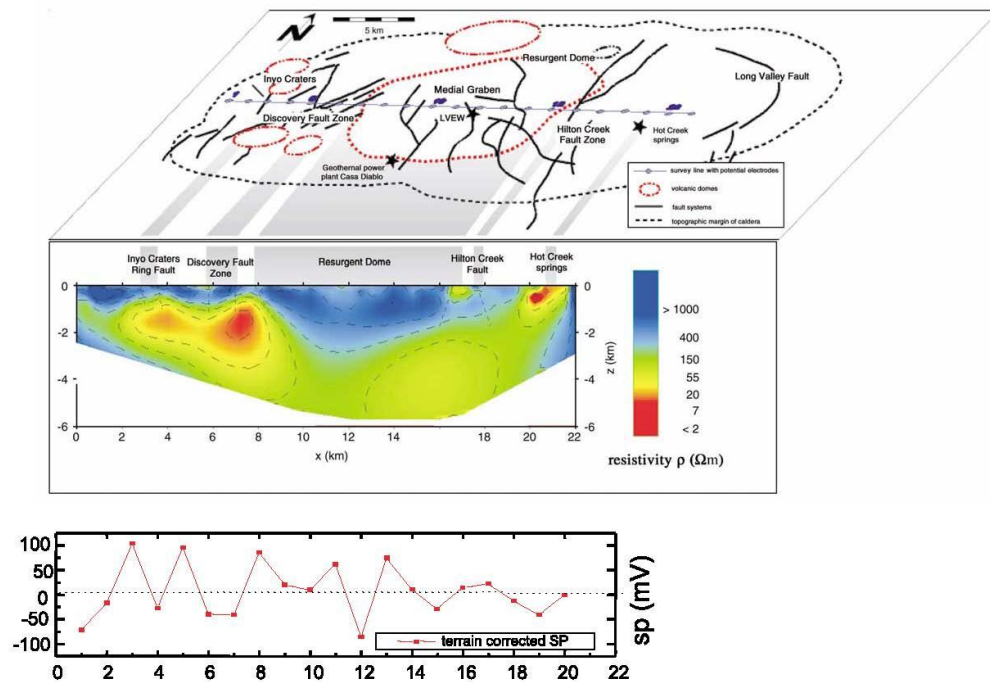 N
5 km
Resurgent Dome
Inyo Craters
Long Valley Fault
Medial Graben
Discovery Fault Zone
LVEW
Hilton Creek
Fault Zone
Hot Creek
springs
Geothernal power
plant Casa Diablo
survey line with potential electrodes
volcanic domes
fault systems
topographic margin of caldera
Inyo Craters
Ring Fault
Discovery Fault
Zone
Resurgent Dome
Hilton Creek
Fault
Hot Creek
springs
0
-2
-4
-6
0
-2
-4
-6
z (km)
0 2 4 6 8 10 12 14 16 18 20 22
x (km)
> 1000
400
150
55
20
7
< 2
resistivity ρ (Ωm)
100
50
0
-50
-100
sp (mV)
terrain corrected SP
0 2 4 6 8 10 12 14 16 18 20 22